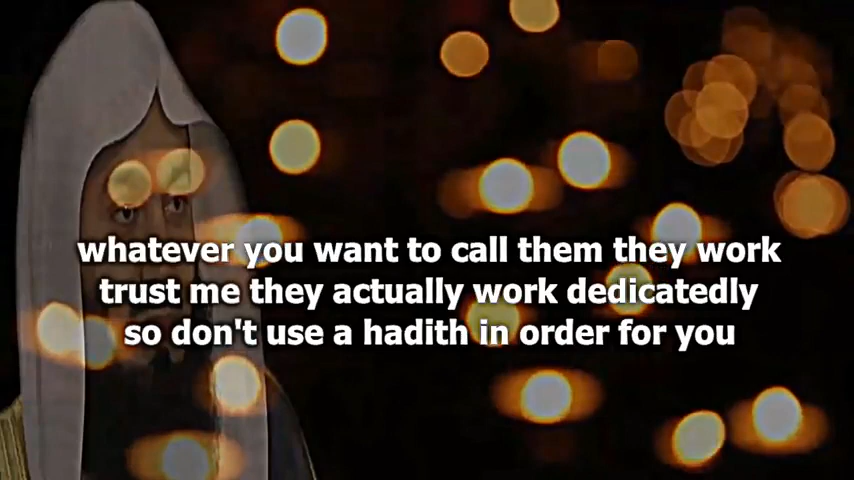 whatever you want to call them they work
trust me they actually work dedicatedly
so don't use a hadith in order for you